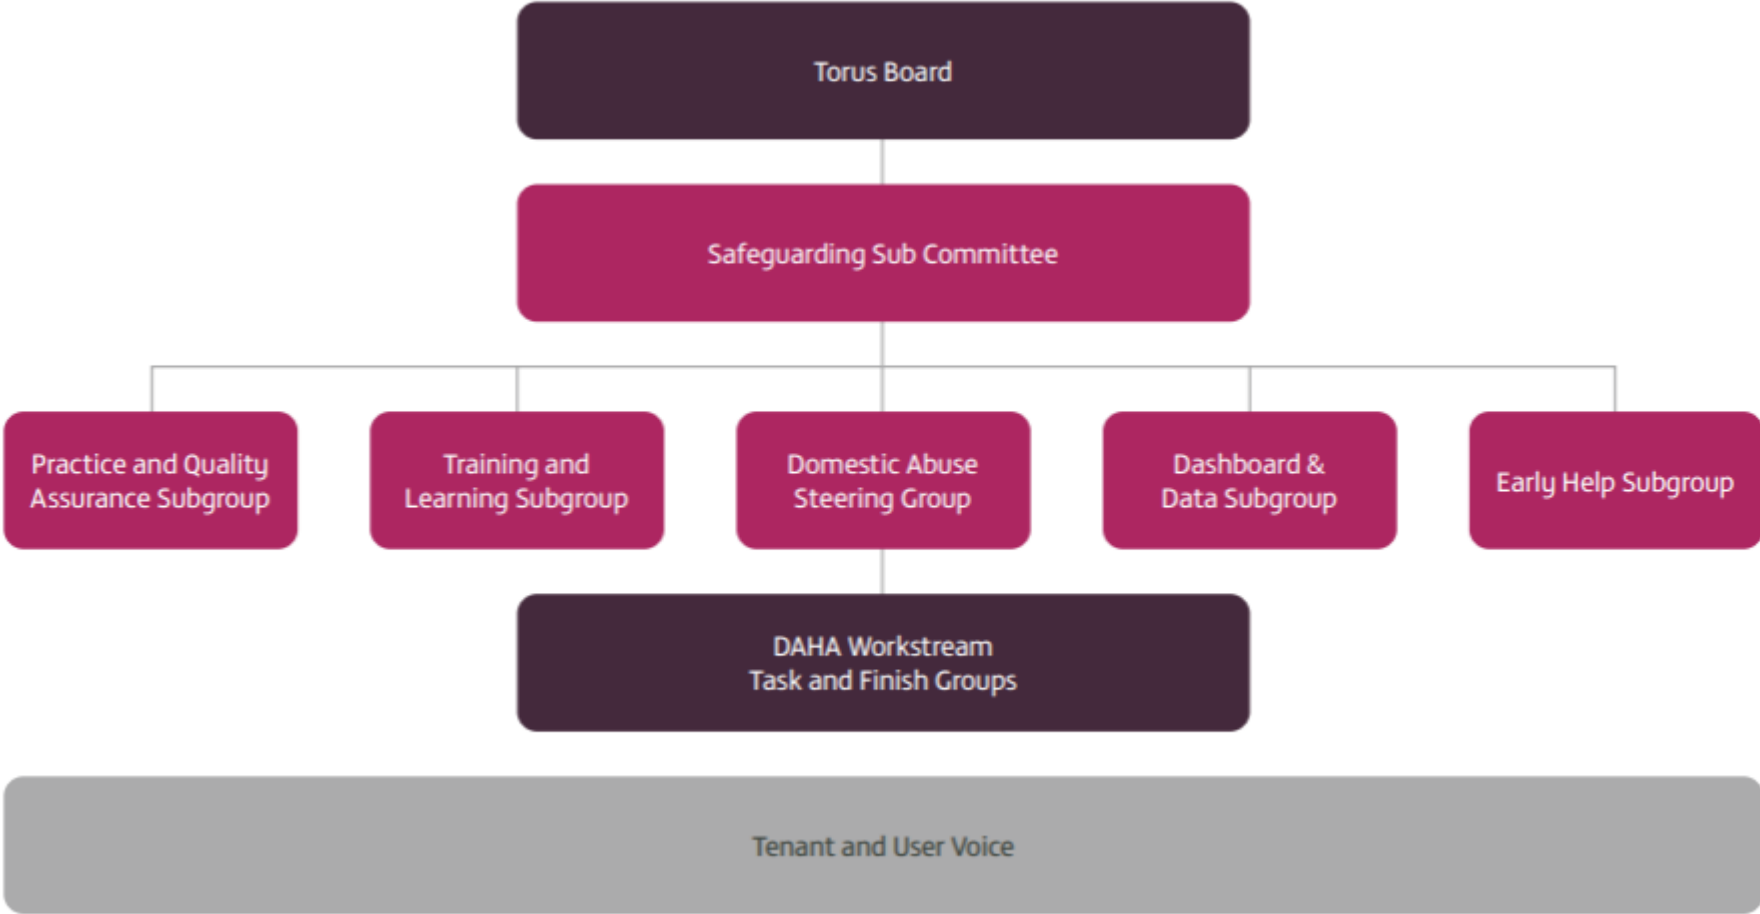 Torus Board
Safeguarding Sub Committee
Practice and Quality
Assurance Subgroup
Training and
Learning Subgroup
Domestic Abuse
Steering Group
Dashboard &
Data Subgroup
Early Help Subgroup
DAHA Workstream
Task and Finish Groups
Tenant and User Voice